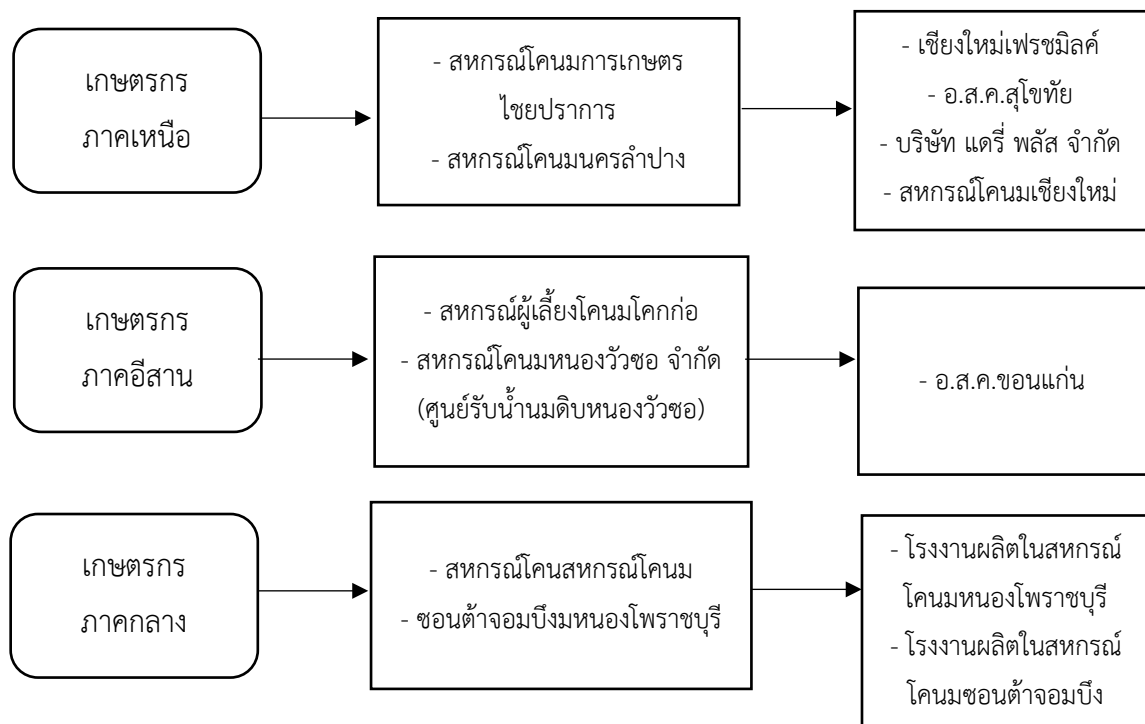 เกษตรกร
ภาคเหนือ
- สหกรณ์โคนมการเกษตร
ไชยปราการ
- สหกรณ์โคนมนครลำปาง
- เชียงใหม่เฟรชมิลค์
- อ.ส.ค.สุโขทัย
- บริษัท แดรี่ พลัส จำกัด
- สหกรณ์โคนมเชียงใหม่
เกษตรกร
ภาคอีสาน
- สหกรณ์ผู้เลี้ยงโคนมโคกก่อ
- สหกรณ์โคนมหนองวัวซอ จำกัด
(ศูนย์รับน้ำนมดิบหนองวัวซอ)
- อ.ส.ค.ขอนแก่น
เกษตรกร
ภาคกลาง
- สหกรณ์โคนสหกรณ์โคนม
- ซอนต้าจอมบึงมหนองโพราชบุรี
- โรงงานผลิตในสหกรณ์
โคนมหนองโพราชบุรี
- โรงงานผลิตในสหกรณ์
โคนมซอนต้าจอมบึง